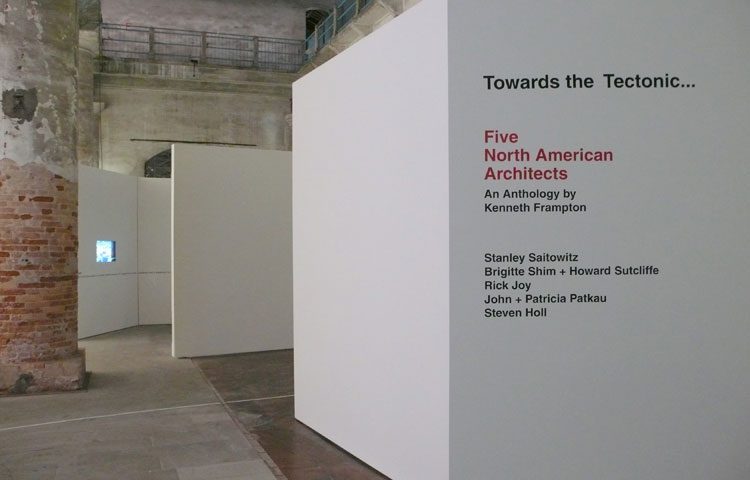 Towards the Tectonic...
Five
North American
Architects
An Anthology by
Kenneth Frampton
Stanley Saitowitz
Brigitte Shim + Howard Sutcliffe
Rick Joy
John + Patricia Patkau
Steven Holl